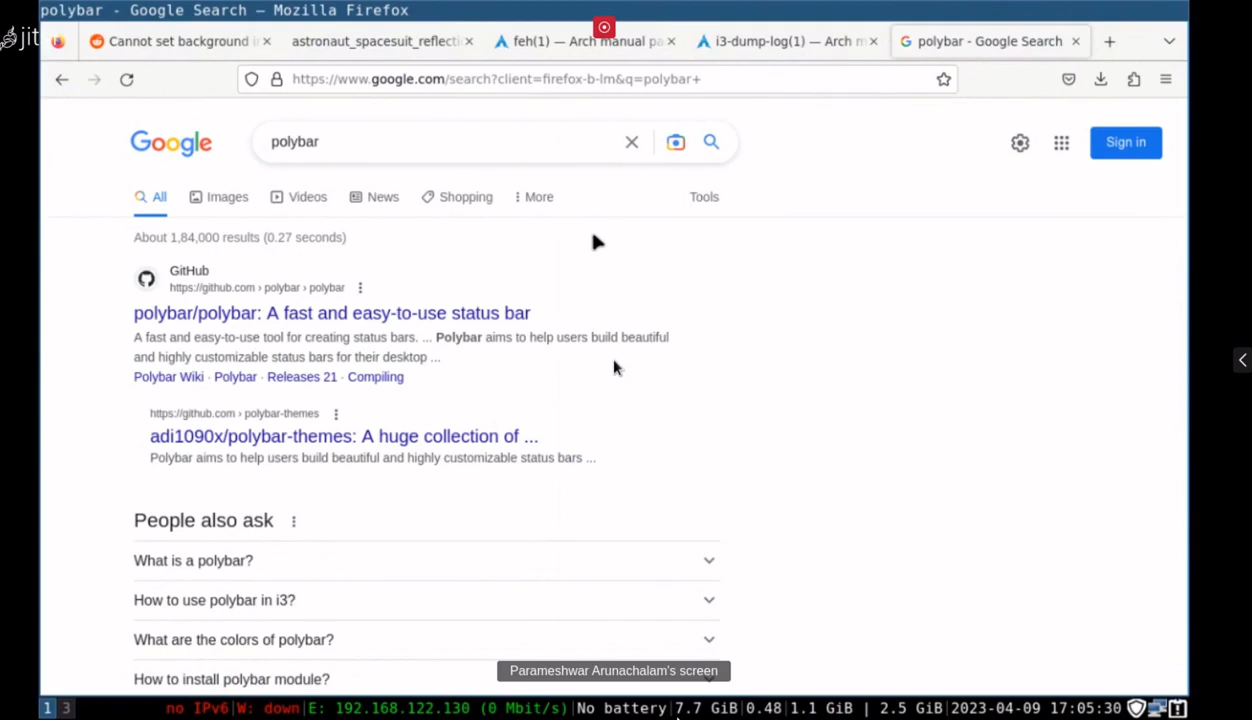 polybar - Google Search — Mozilla Firefox
jit
Cannot set background i
astronaut_spacesuit_reflecti
feh(1) — Arch manual pa
i3-dump-log(1) — Arch m
polybar - Google Search
https://www.google.com/search?client=firefox-b-lm&q=polybar+
Google
polybar
Sign in
All
Images
Videos
News
Shopping
More
Tools
About 1,84,000 results (0.27 seconds)
GitHub
https://github.com › polybar › polybar
polybar/polybar: A fast and easy-to-use status bar
A fast and easy-to-use tool for creating status bars. ... Polybar aims to help users build beautiful
and highly customizable status bars for their desktop ...
Polybar Wiki · Polybar · Releases 21 · Compiling
https://github.com › polybar-themes
adi1090x/polybar-themes: A huge collection of ...
Polybar aims to help users build beautiful and highly customizable status bars ...
People also ask
What is a polybar?
How to use polybar in i3?
What are the colors of polybar?
How to install polybar module?
Parameshwar Arunachalam's screen
1 3 no IPv6|W: down|E: 192.168.122.130 (0 Mbit/s)|No battery|7.7 GiB|0.48|1.1 GiB | 2.5 GiB|2023-04-09 17:05:30